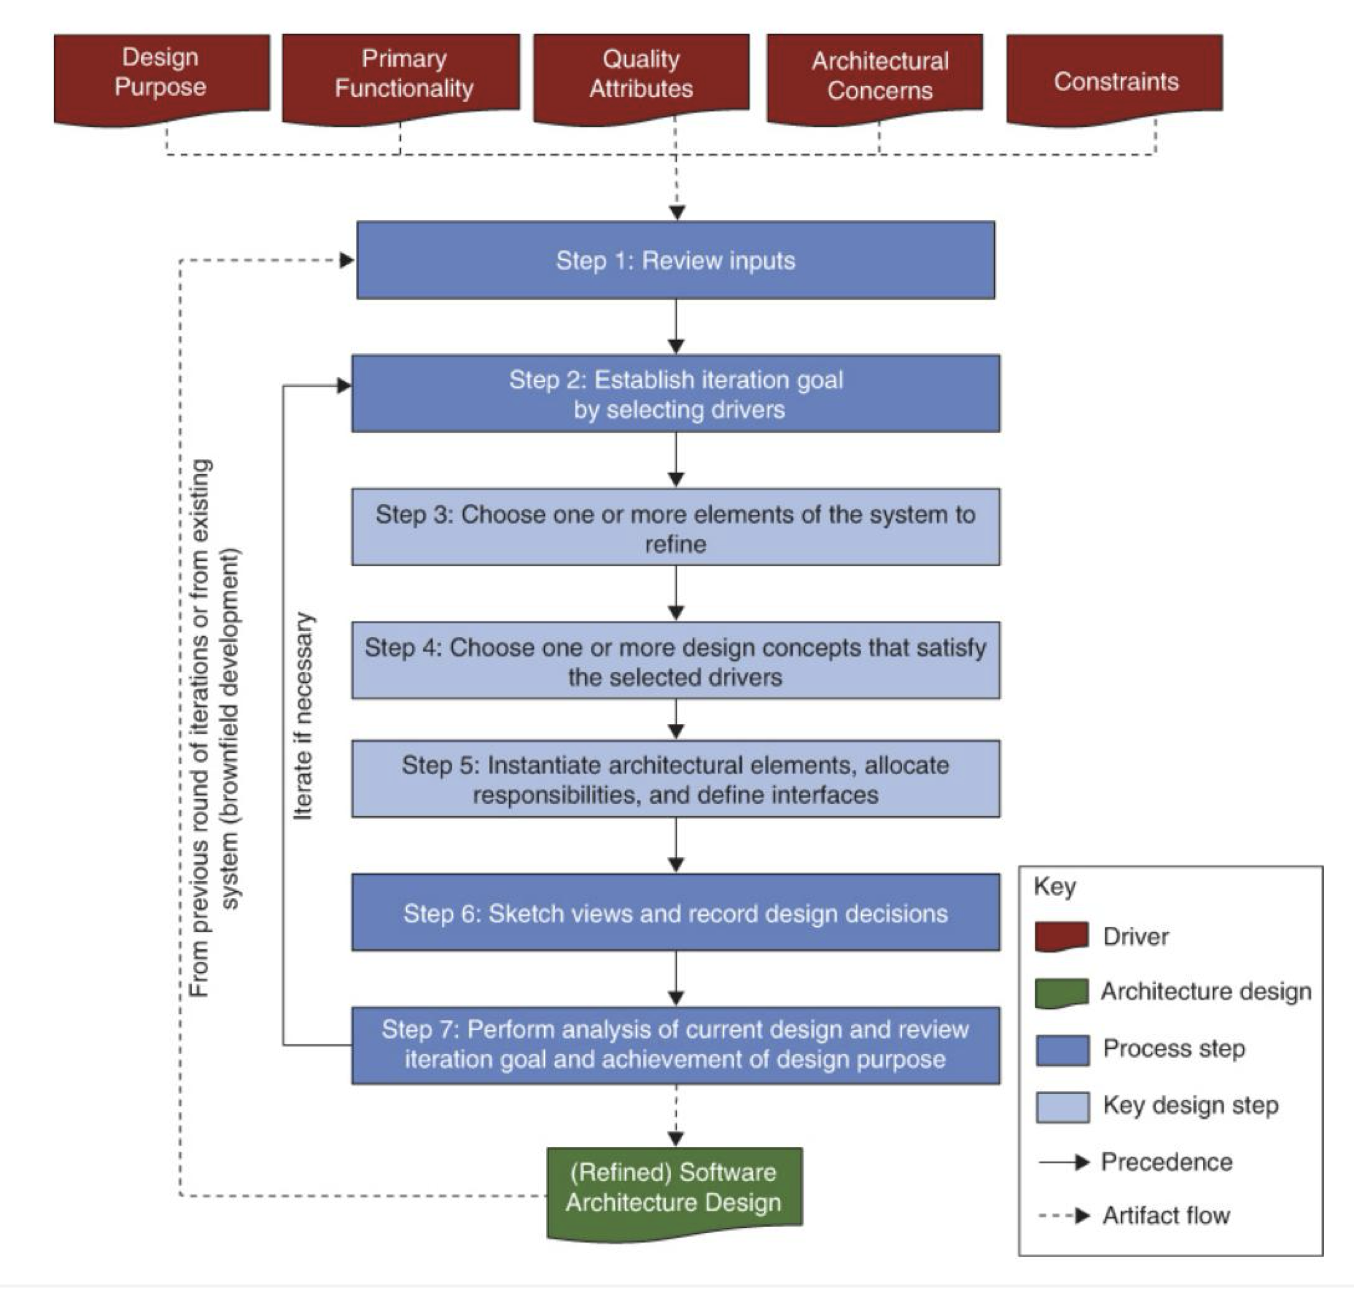 Design
Purpose
Primary
Functionality
Quality
Attributes
Architectural
Concerns
Constraints
Step 1: Review inputs
Step 2: Establish iteration goal
by selecting drivers
Step 3: Choose one or more elements of the system to
refine
Step 4: Choose one or more design concepts that satisfy
the selected drivers
Step 5: Instantiate architectural elements, allocate
responsibilities, and define interfaces
Step 6: Sketch views and record design decisions
Step 7: Perform analysis of current design and review
iteration goal and achievement of design purpose
(Refined) Software
Architecture Design
From previous round of iterations or from existing
system (brownfield development)
Iterate if necessary
Key
Driver
Architecture design
Process step
Key design step
Precedence
Artifact flow